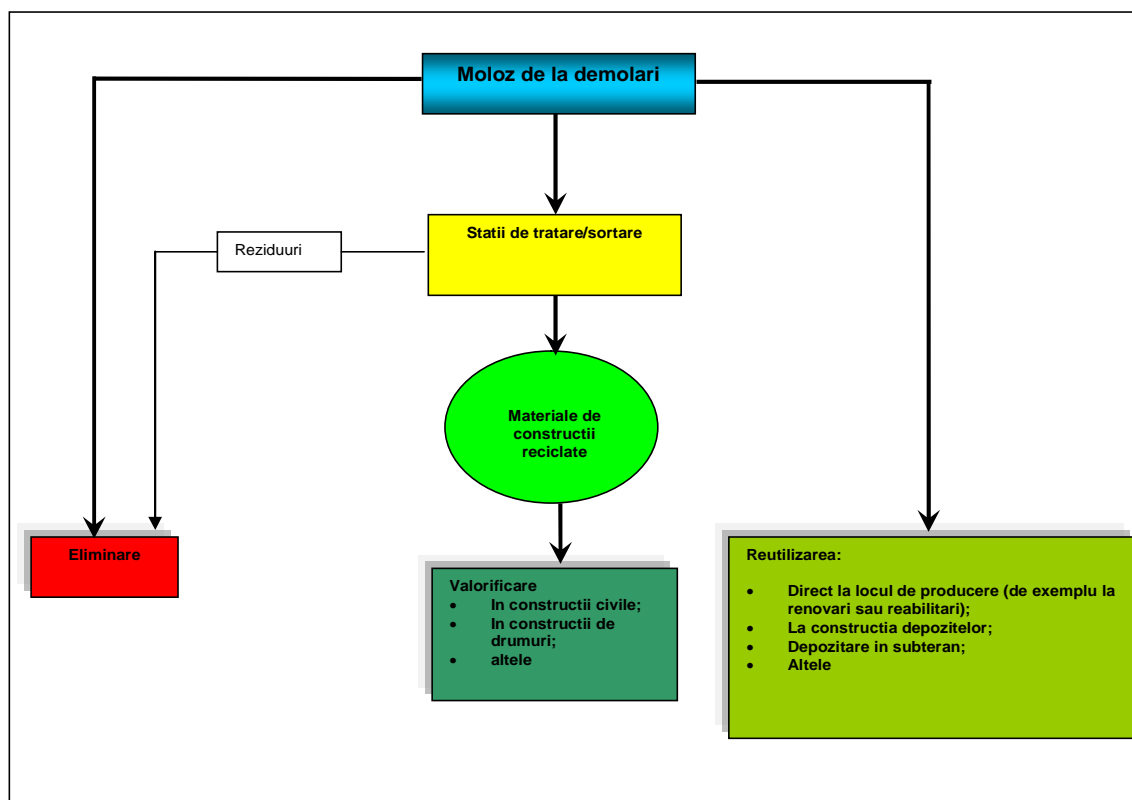 Moloz de la demolari
Statii de tratare/sortare
Reziduuri
Materiale de
constructii
reciclate
Eliminare
Valorificare
• In constructii civile;
• In constructii de
drumuri;
• altele
Reutilizarea:
• Direct la locul de producere (de exemplu la
renovari sau reabilitari);
• La constructia depozitelor;
• Depozitare in subteran;
• Altele